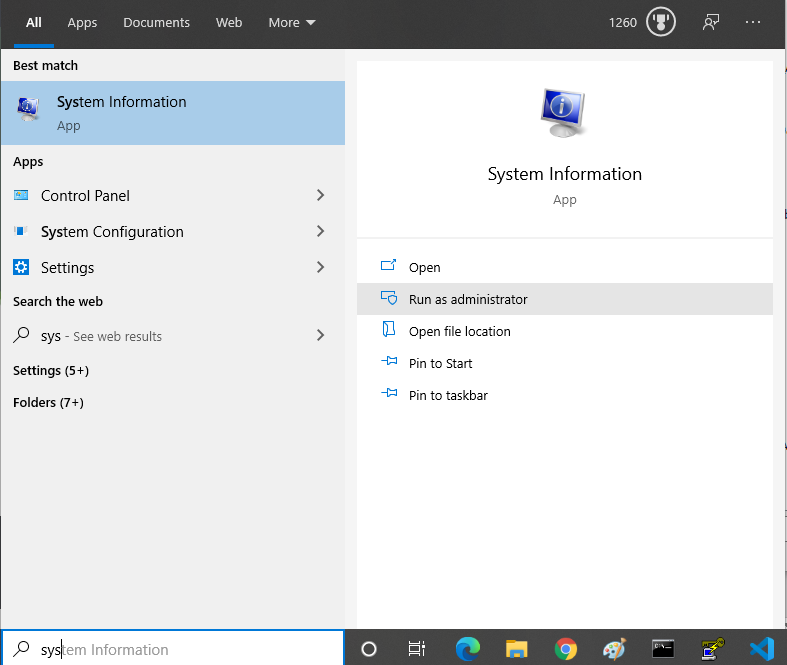 All Apps Documents Web More 1260 ...
Best match
System Information
App
Apps
Control Panel
System Configuration
Settings
Search the web
sys - See web results
Settings (5+)
Folders (7+)
System Information
App
Open
Run as administrator
Open file location
Pin to Start
Pin to taskbar
system Information